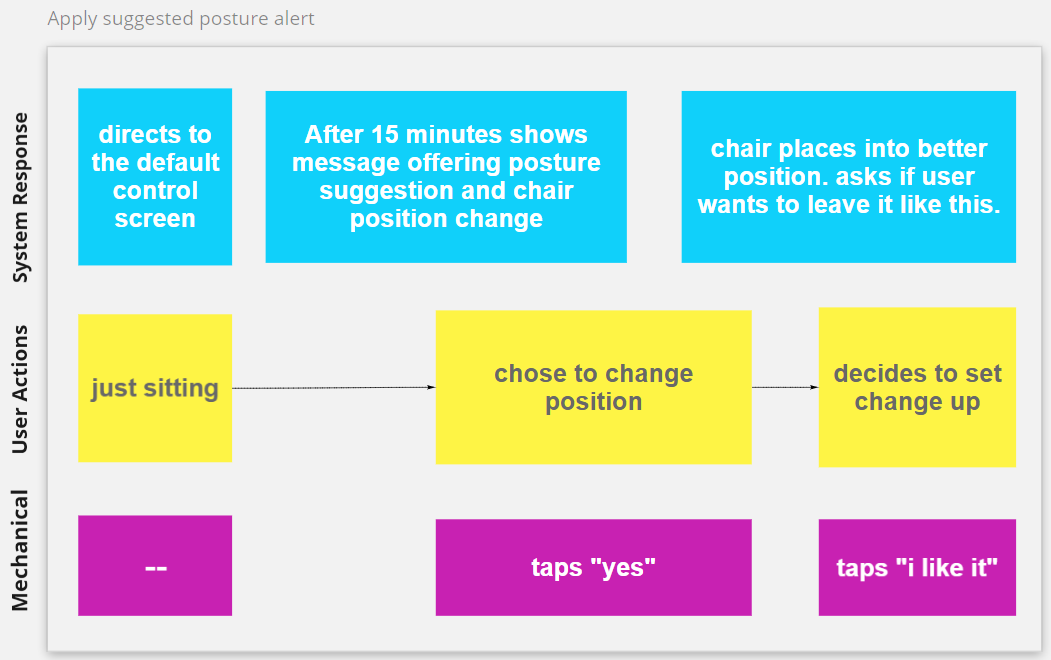 Apply suggested posture alert
System Response
directs to
the default
control
screen
After 15 minutes shows
message offering posture
suggestion and chair
position change
chair places into better
position. asks if user
wants to leave it like this.
User Actions
just sitting
chose to change
position
decides to set
change up
Mechanical
--
taps "yes"
taps "i like it"